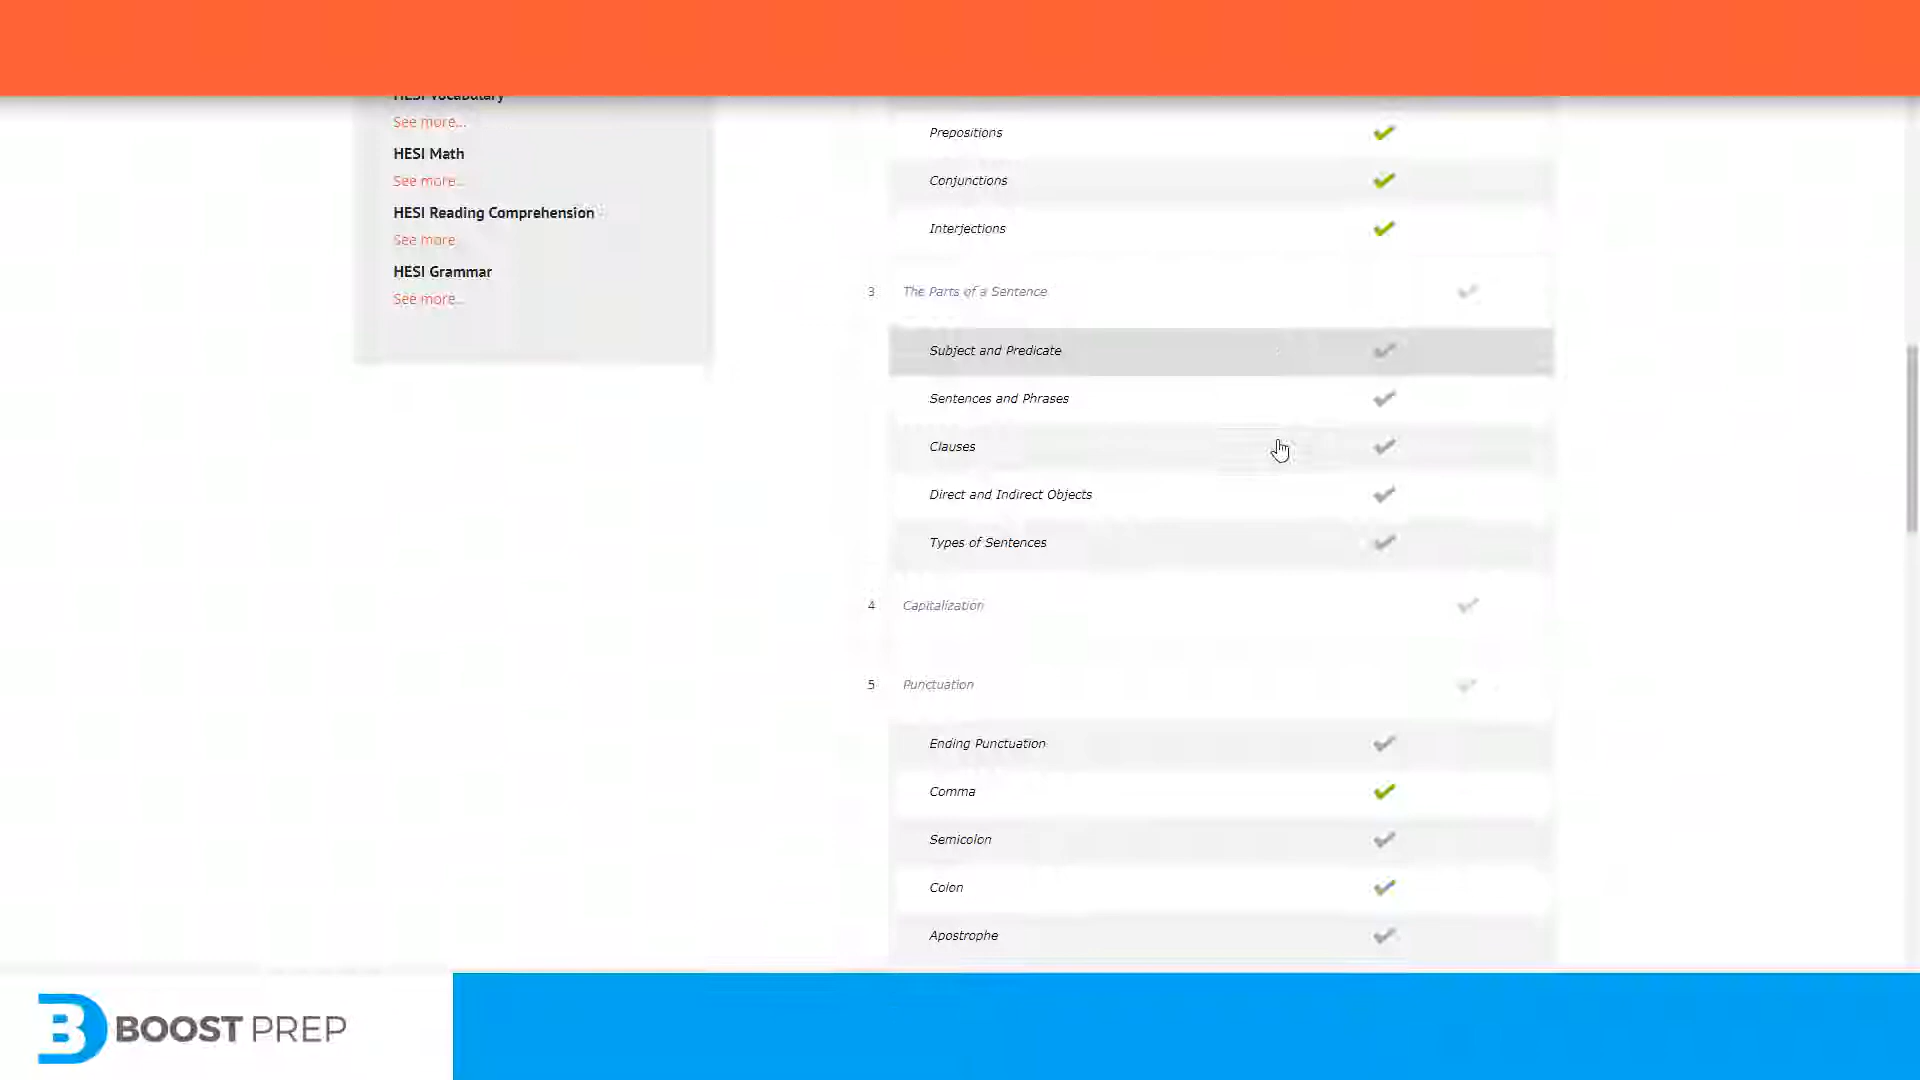 HESI Vocabulary
See more...
HESI Math
See more...
HESI Reading Comprehension
See more...
HESI Grammar
See more...
Prepositions
Conjunctions
Interjections
3 The Parts of a Sentence
Subject and Predicate
Sentences and Phrases
Clauses
Direct and Indirect Objects
Types of Sentences
4 Capitalization
5 Punctuation
Ending Punctuation
Comma
Semicolon
Colon
Apostrophe
BOOST PREP